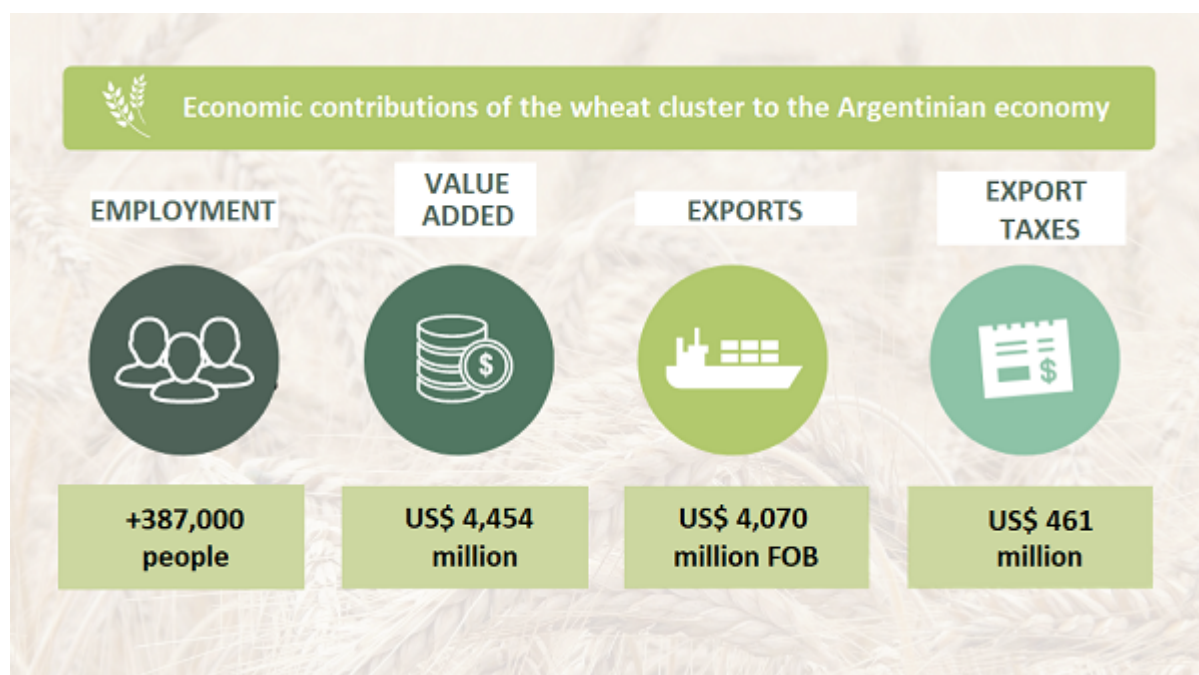 Economic contributions of the wheat cluster to the Argentinian economy
EMPLOYMENT
VALUE
ADDED
EXPORTS
EXPORT
TAXES
$
$
+387,000
people
US$ 4,454
million
US$ 4,070
million FOB
US$ 461
million